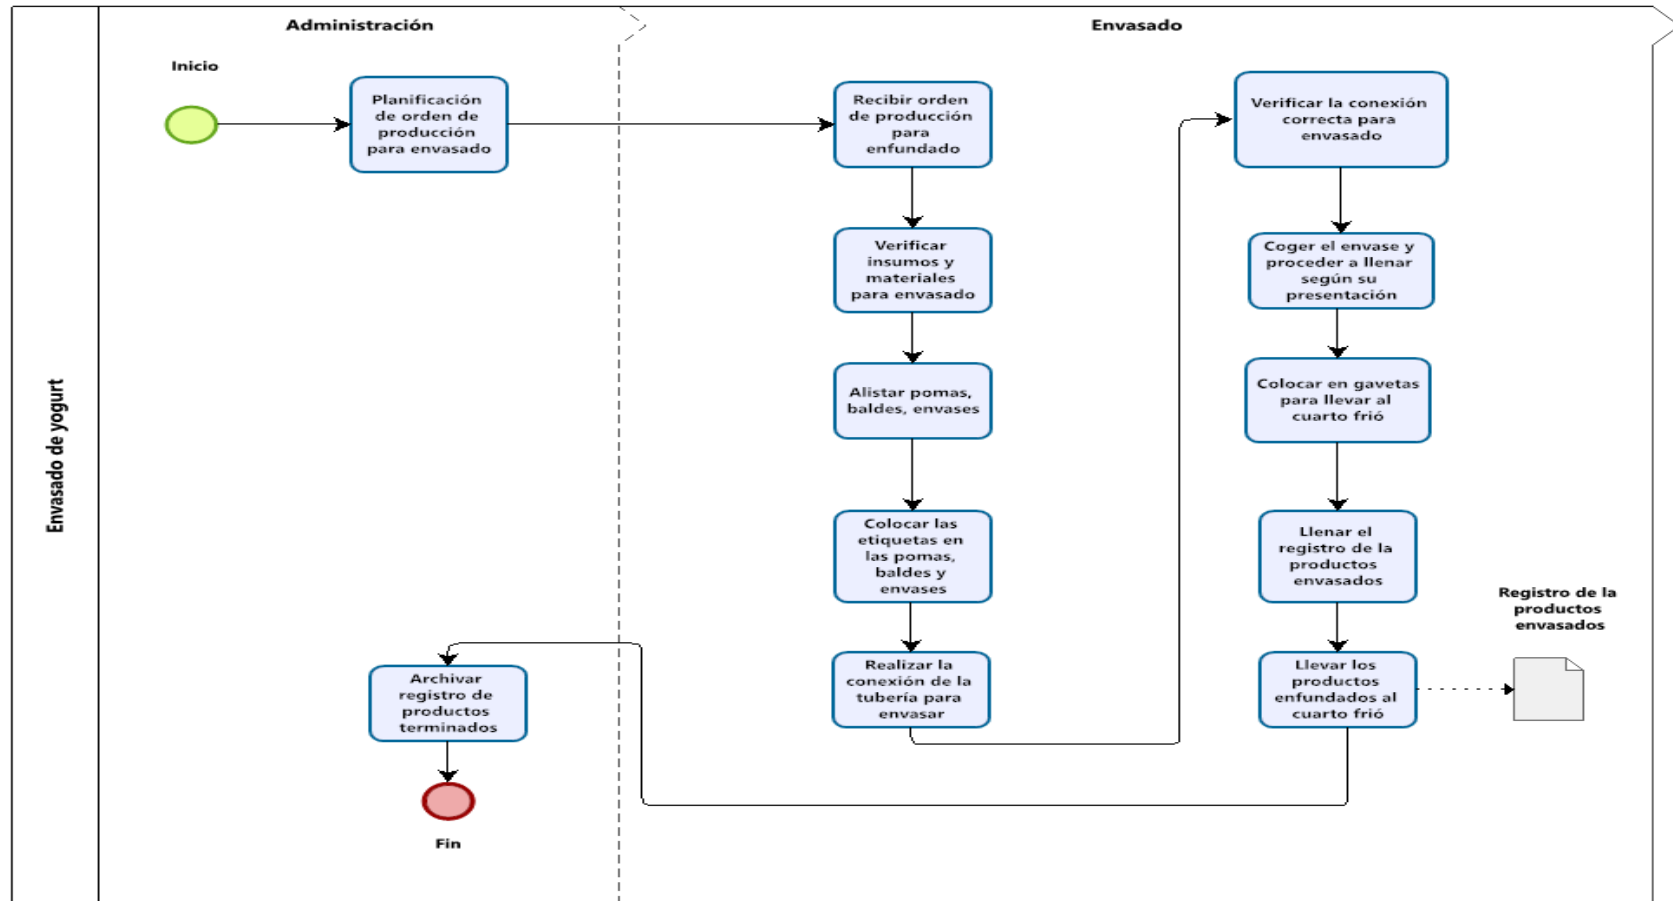 Administración
Envasado
Envasado de yogurt
Inicio
Planificación
de orden de
producción
para envasado
Recibir orden
de producción
para
enfundado
Verificar
insumos y
materiales
para envasado
Alistar pomas,
baldes, envases
Colocar las
etiquetas en
las pomas,
baldes y
envases
Realizar la
conexión de la
tubería para
envasar
Verificar la conexión
correcta para
envasado
Coger el envase y
proceder a llenar
según su
presentación
Colocar en gavetas
para llevar al
cuarto frió
Llenar el
registro de la
productos
envasados
Llevar los
productos
enfundados al
cuarto frió
Registro de la
productos
envasados
Archivar
registro de
productos
terminados
Fin